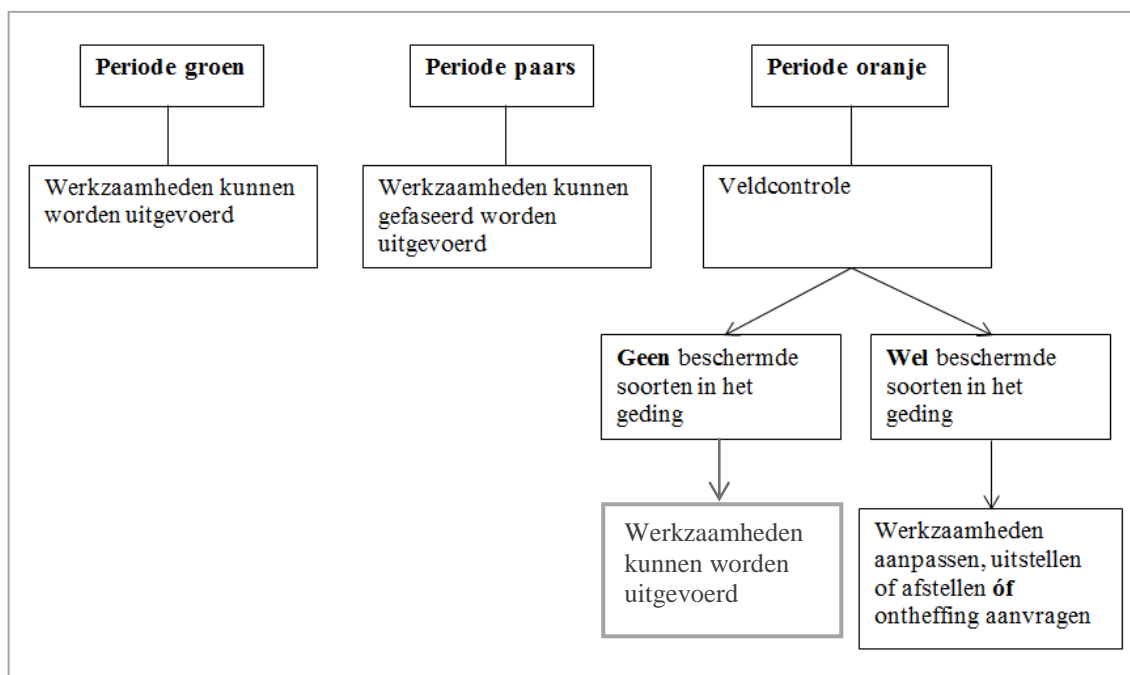 Periode groen
Werkzaamheden kunnen
worden uitgevoerd
Periode paars
Werkzaamheden kunnen
gefaseerd worden
uitgevoerd
Periode oranje
Veldcontrole
Geen beschermde
soorten in het
geding
Wel beschermde
soorten in het
geding
Werkzaamheden
kunnen worden
uitgevoerd
Werkzaamheden
aanpassen, uitstellen
of afstellen óf
ontheffing aanvragen